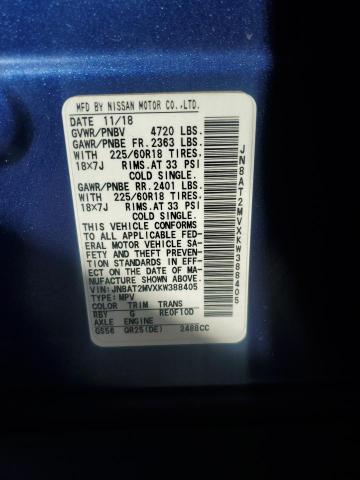 MFD BY NISSAN MOTOR CO.,LTD.
DATE 11/18
GVWR/PNBV 4720 LBS.
GAWR/PNBE FR. 2363 LBS.
WITH 225/60R18 TIRES.
18×7J RIMS.AT 33 PSI
COLD SINGLE.
GAWR/PNBE RR. 2401 LBS.
WITH 225/60R18 TIRES.
18×7J RIMS.AT 33 PSI
COLD SINGLE.
THIS VEHICLE CONFORMS
TO ALL APPLICABLE FED-
ERAL MOTOR VEHICLE SA-
FETY AND THEFT PREVEN-
TION STANDARDS IN EFF-
ECT ON THE DATE OF MA-
NUFACTURE SHOWN ABOVE
VIN:JN8AT2MVXKW388405
TYPE:MPV
COLOR TRIM TRANS
RBY G RE0F10D
AXLE ENGINE
GS56 QR25(DE) 2488CC
JN8AT2MVXKW388405